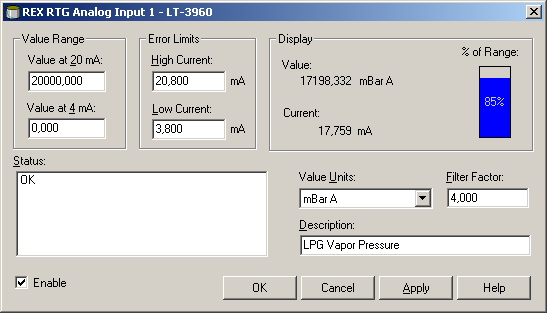 REX RTG Analog Input 1 - LT-3960
Value Range
Value at 20 mA:
20000,000
Value at 4 mA:
0,000
Error Limits
High Current:
20,800 mA
Low Current:
3,800 mA
Display
Value:
17198,332 mBar A
Current:
17,759 mA
% of Range:
85%
Status:
OK
Value Units:
mBar A
Filter Factor:
4,000
Description:
LPG Vapor Pressure
Enable
OK Cancel Apply Help